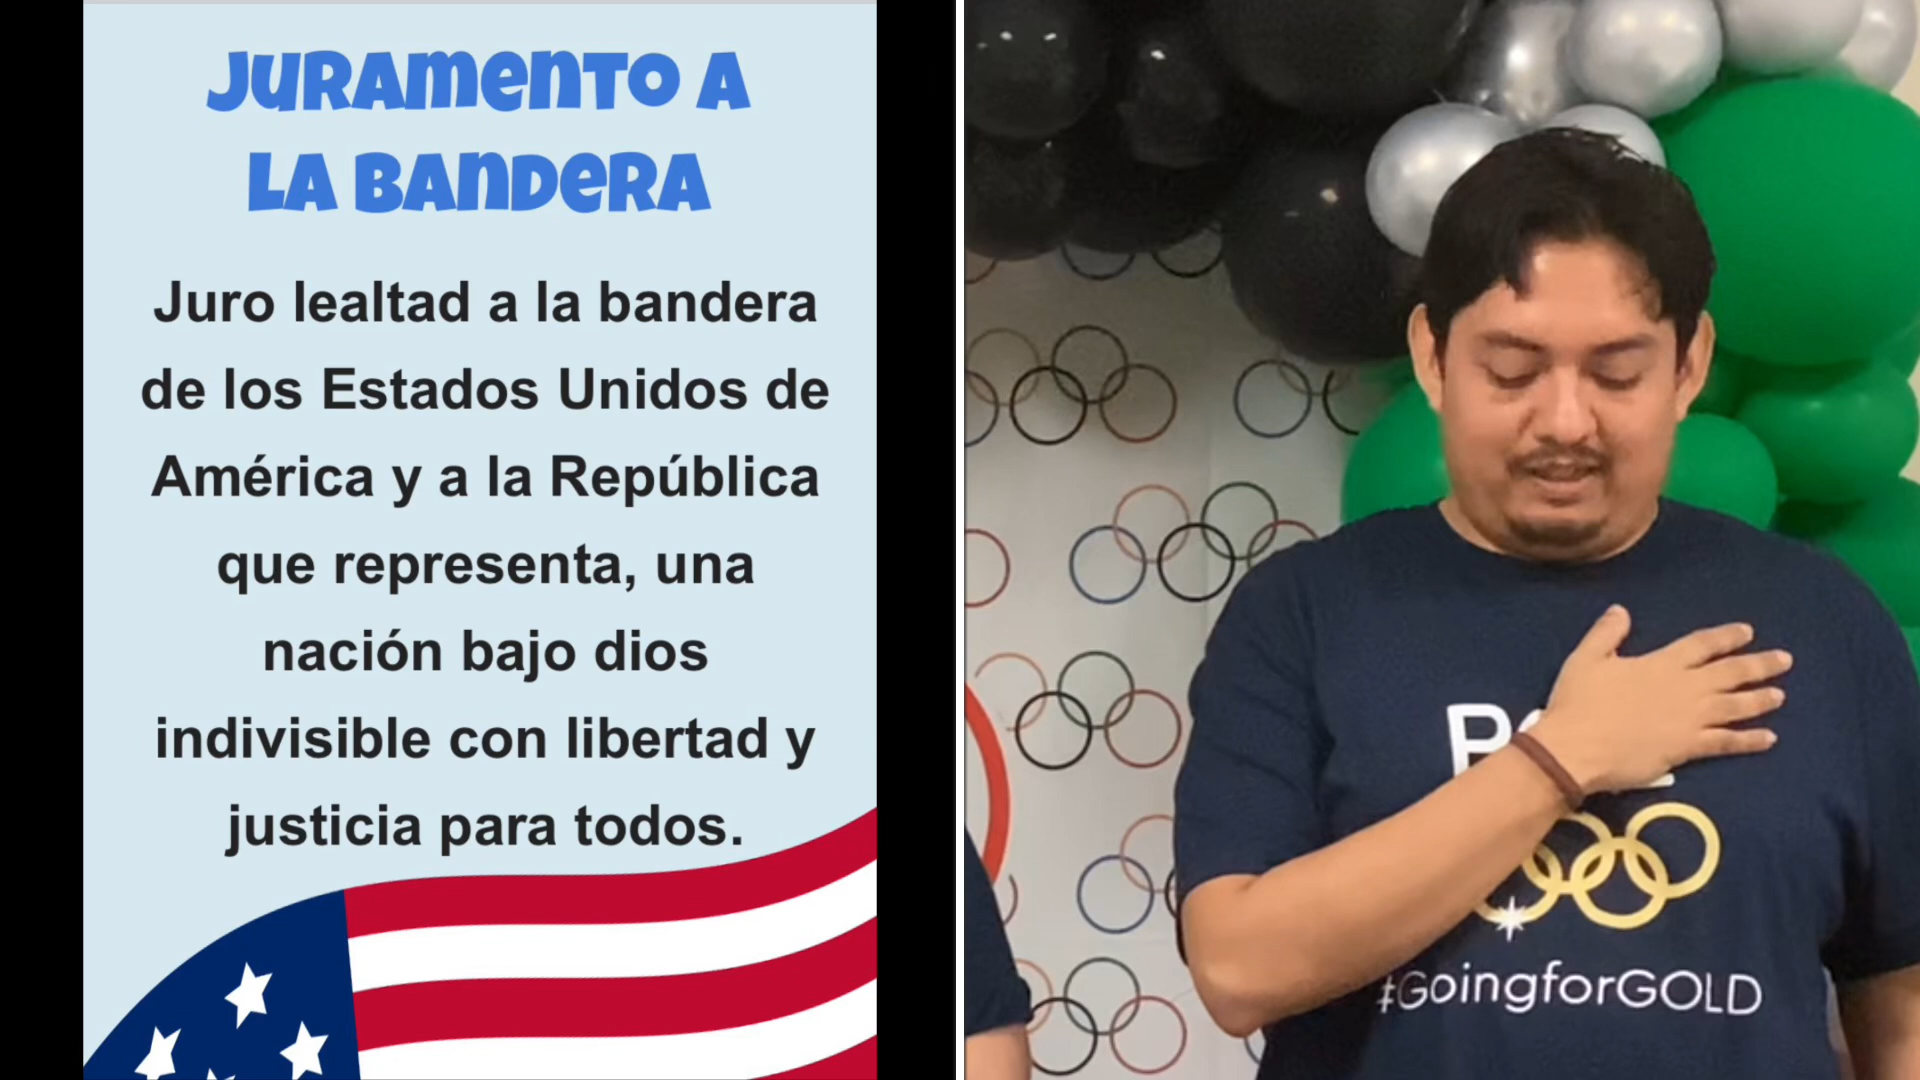 JURAMENTO A
LA BANDERA
Juro lealtad a la bandera
de los Estados Unidos de
América y a la República
que representa, una
nación bajo dios
indivisible con libertad y
justicia para todos.
#GoingforGOLD